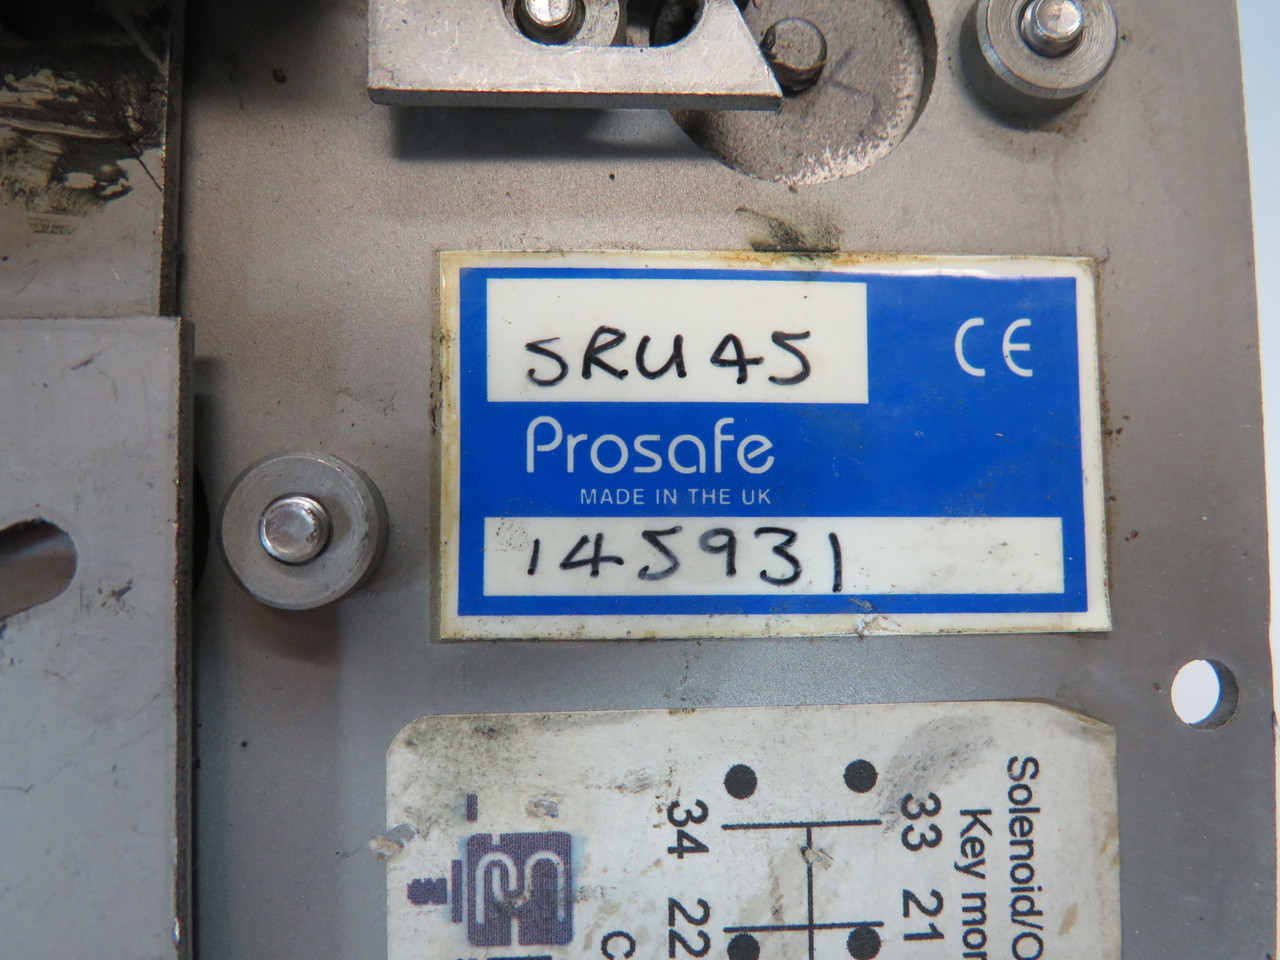 SRU45
CE
Prosafe
MADE IN THE UK
145931
Solenoid/O
Key mon
33 21
34 22
C